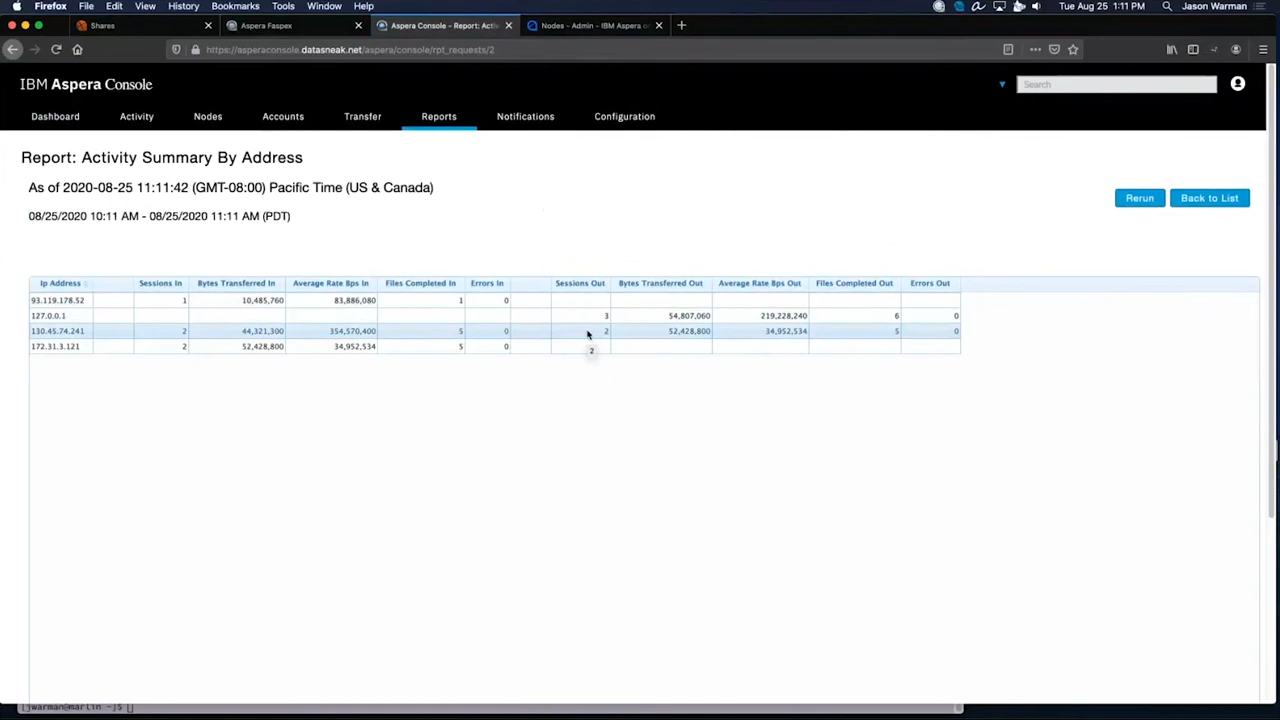 Firefox File Edit View History Bookmarks Tools Window Help Tue Aug 25 1:11 PM Jason Warman
Shares Aspera Faspex Aspera Console - Report: Activ Nodes - Admin - IBM Aspera on
https://asperaconsole.datasneak.net/aspera/console/rpt_requests/2
IBM Aspera Console Search
Dashboard Activity Nodes Accounts Transfer Reports Notifications Configuration
Report: Activity Summary By Address
As of 2020-08-25 11:11:42 (GMT-08:00) Pacific Time (US & Canada)
Rerun Back to List
08/25/2020 10:11 AM - 08/25/2020 11:11 AM (PDT)
Ip Address Sessions In Bytes Transferred In Average Rate Bps In Files Completed In Errors In Sessions Out Bytes Transferred Out Average Rate Bps Out Files Completed Out Errors Out
93.119.178.52 1 10,485,760 83,886,080 1 0
127.0.0.1 3 54,807,060 219,228,240 6 0
130.45.74.241 2 44,321,300 354,570,400 5 0 2 52,428,800 34,952,534 5 0
172.31.3.121 2 52,428,800 34,952,534 5 0
2
[jwarman@marlin ~]$